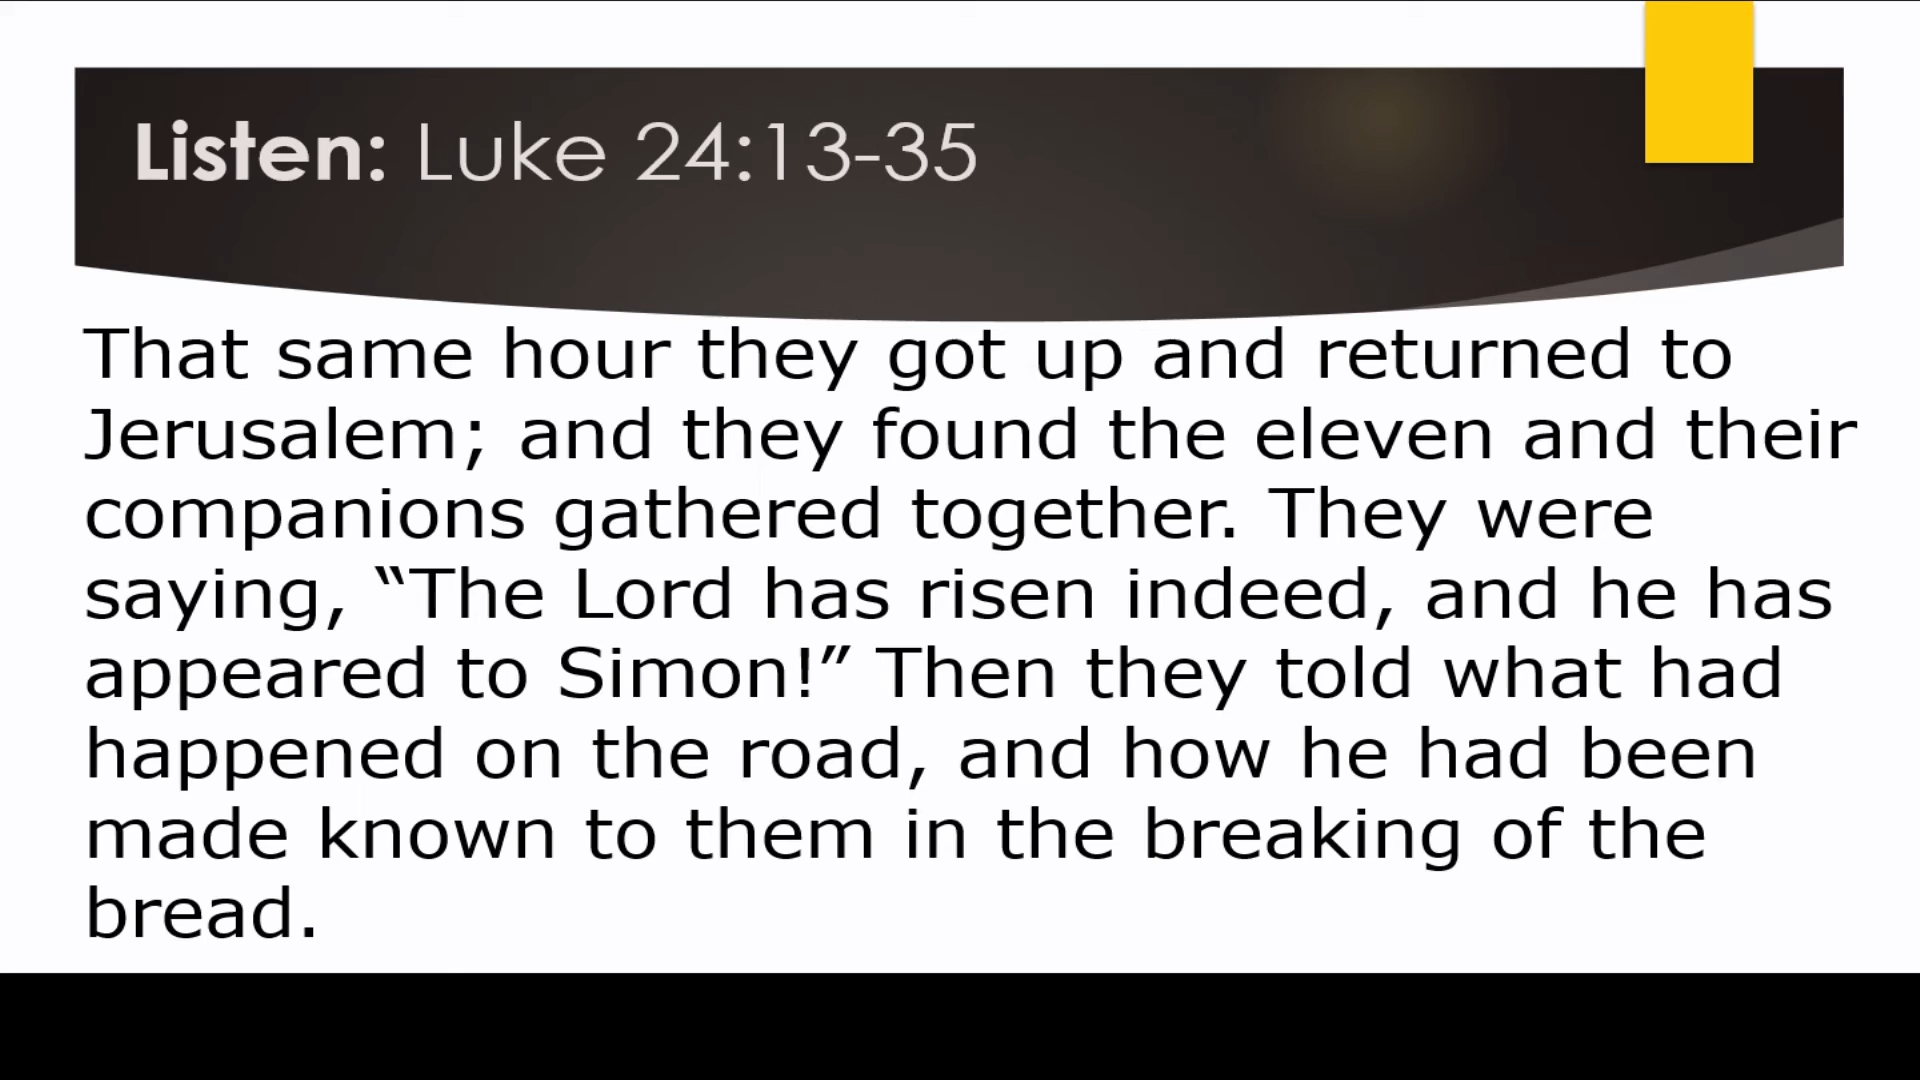 Listen: Luke 24:13-35
That same hour they got up and returned to
Jerusalem; and they found the eleven and their
companions gathered together. They were
saying, “The Lord has risen indeed, and he has
appeared to Simon!” Then they told what had
happened on the road, and how he had been
made known to them in the breaking of the
bread.